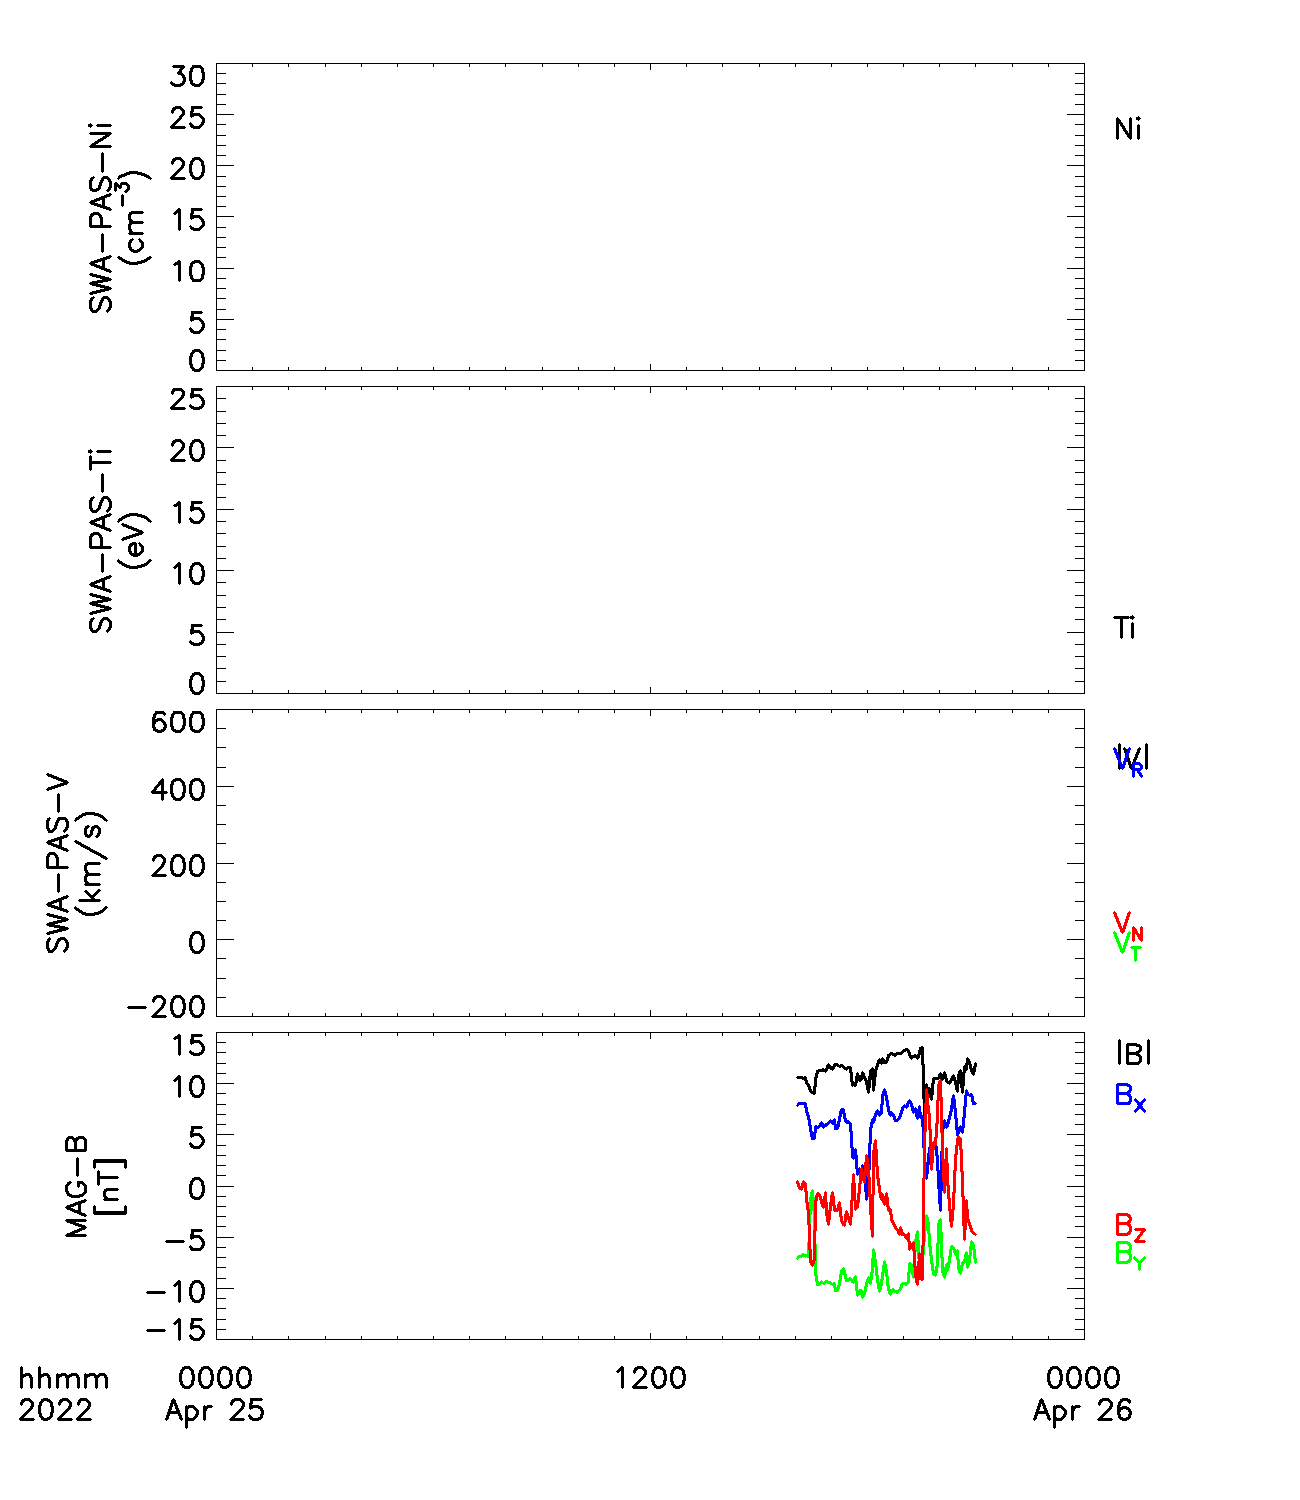 SWA-PAS-Ni
(cm⁻³)
30
25
20
15
10
5
0
Ni
SWA-PAS-Ti
(eV)
25
20
15
10
5
0
Ti
SWA-PAS-V
(km/s)
600
400
200
0
-200
|V|
V_R
V_N
V_T
MAG-B
[nT]
15
10
5
0
-5
-10
-15
|B|
B_X
B_Z
B_Y
hhmm 0000 1200 0000
2022 Apr 25 Apr 26